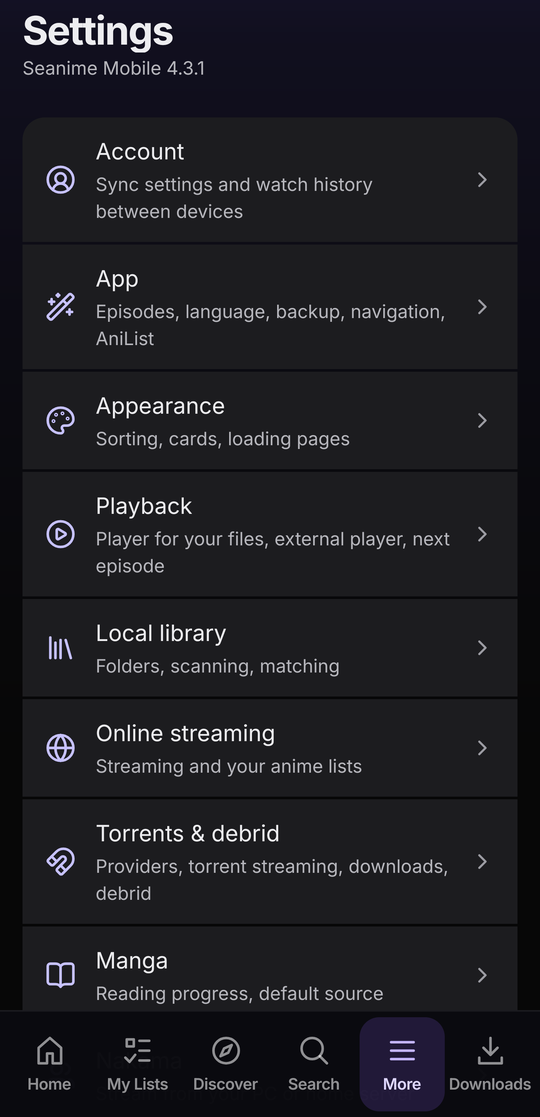 Settings
Seanime Mobile 4.3.1
Account
Sync settings and watch history
between devices
App
Episodes, language, backup, navigation,
AniList
Appearance
Sorting, cards, loading pages
Playback
Player for your files, external player, next
episode
Local library
Folders, scanning, matching
Online streaming
Streaming and your anime lists
Torrents & debrid
Providers, torrent streaming, downloads,
debrid
Manga
Reading progress, default source
Home
My Lists
Discover
Search
More
Downloads